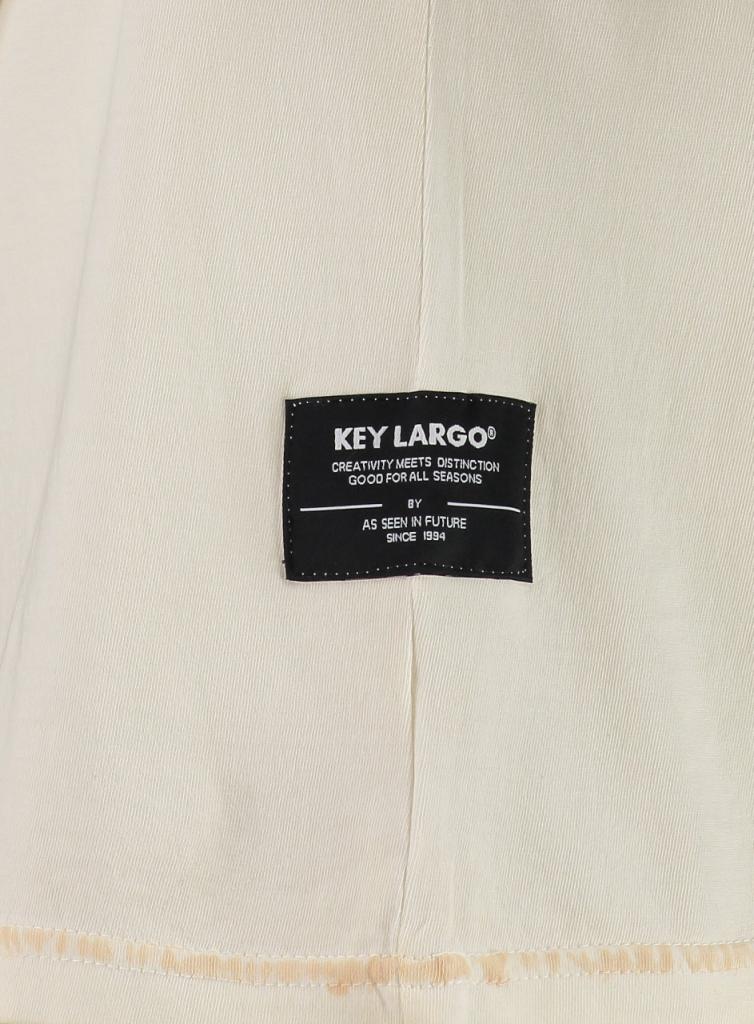 KEY LARGO®
CREATIVITY MEETS DISTINCTION
GOOD FOR ALL SEASONS
BY
AS SEEN IN FUTURE
SINCE 1994